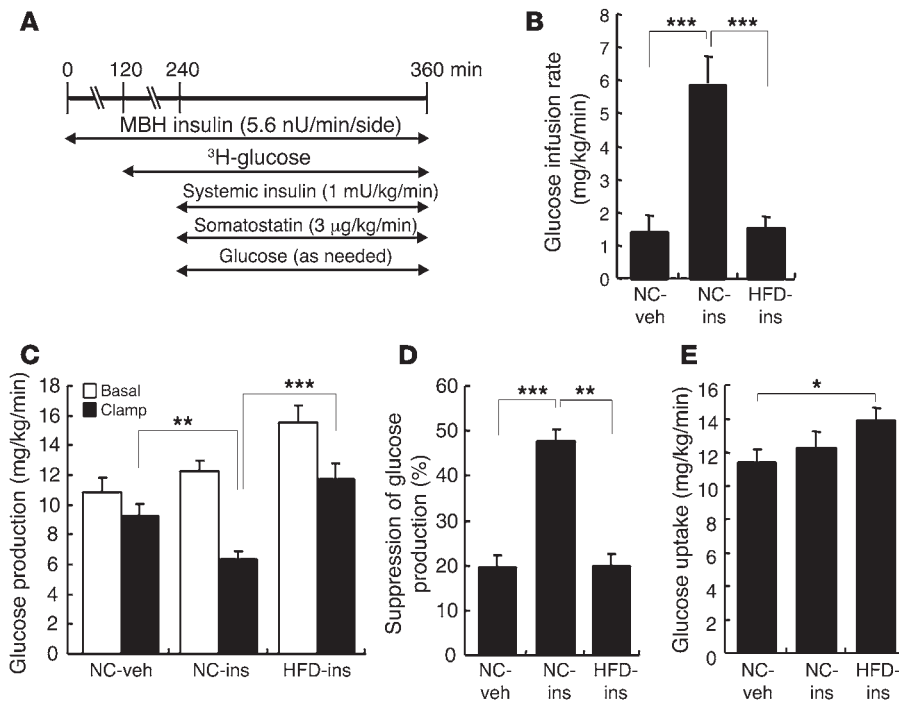 A
0 120 240 360 min
MBH insulin (5.6 nU/min/side)
³H-glucose
Systemic insulin (1 mU/kg/min)
Somatostatin (3 µg/kg/min)
Glucose (as needed)
B
Glucose infusion rate
(mg/kg/min)
8
7
6
5
4
3
2
1
0
*** ***
NC-
veh
NC-
ins
HFD-
ins
C
Glucose production (mg/kg/min)
18
16
14
12
10
8
6
4
2
0
Basal
Clamp
**
***
NC-veh NC-ins HFD-ins
D
Suppression of glucose
production (%)
60
50
40
30
20
10
0
*** **
NC-
veh
NC-
ins
HFD-
ins
E
Glucose uptake (mg/kg/min)
16
14
12
16
8
6
4
2
0
*
NC-
veh
NC-
ins
HFD-
ins